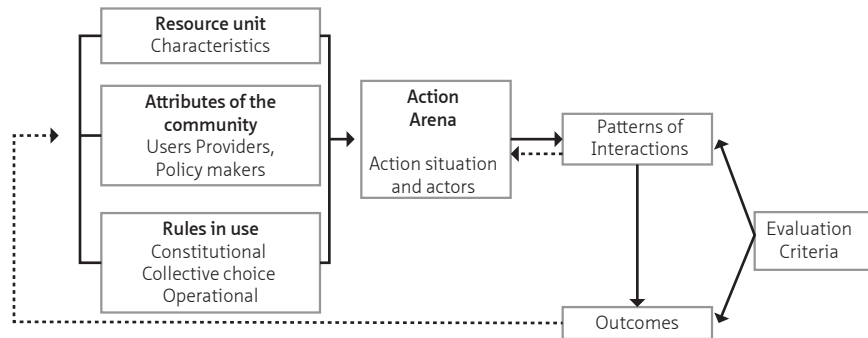 Resource unit
Characteristics
Attributes of the
community
Users Providers,
Policy makers
Rules in use
Constitutional
Collective choice
Operational
Action
Arena
Action situation
and actors
Patterns of
Interactions
Outcomes
Evaluation
Criteria